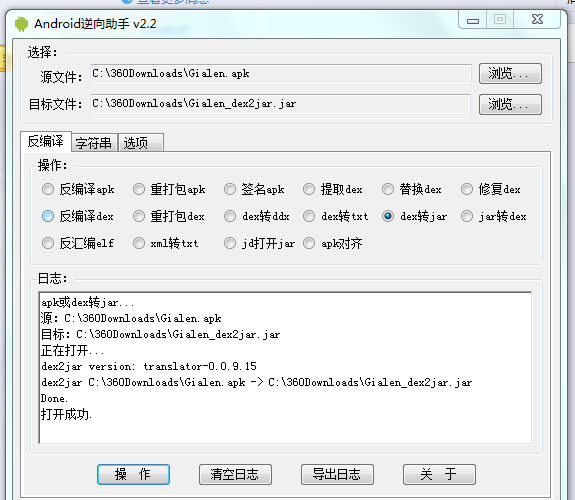 查看更多消息
Android逆向助手 v2.2
选择:
源文件: C:\360Downloads\Gialen.apk 浏览...
目标文件: C:\360Downloads\Gialen_dex2jar.jar 浏览...
反编译 字符串 选项
操作:
反编译apk 重打包apk 签名apk 提取dex 替换dex 修复dex
反编译dex 重打包dex dex转ddx dex转txt dex转jar jar转dex
反汇编elf xml转txt jd打开jar apk对齐
日志:
apk或dex转jar...
源: C:\360Downloads\Gialen.apk
目标: C:\360Downloads\Gialen_dex2jar.jar
正在打开...
dex2jar version: translator-0.0.9.15
dex2jar C:\360Downloads\Gialen.apk -> C:\360Downloads\Gialen_dex2jar.jar
Done.
打开成功.
操 作 清空日志 导出日志 关 于